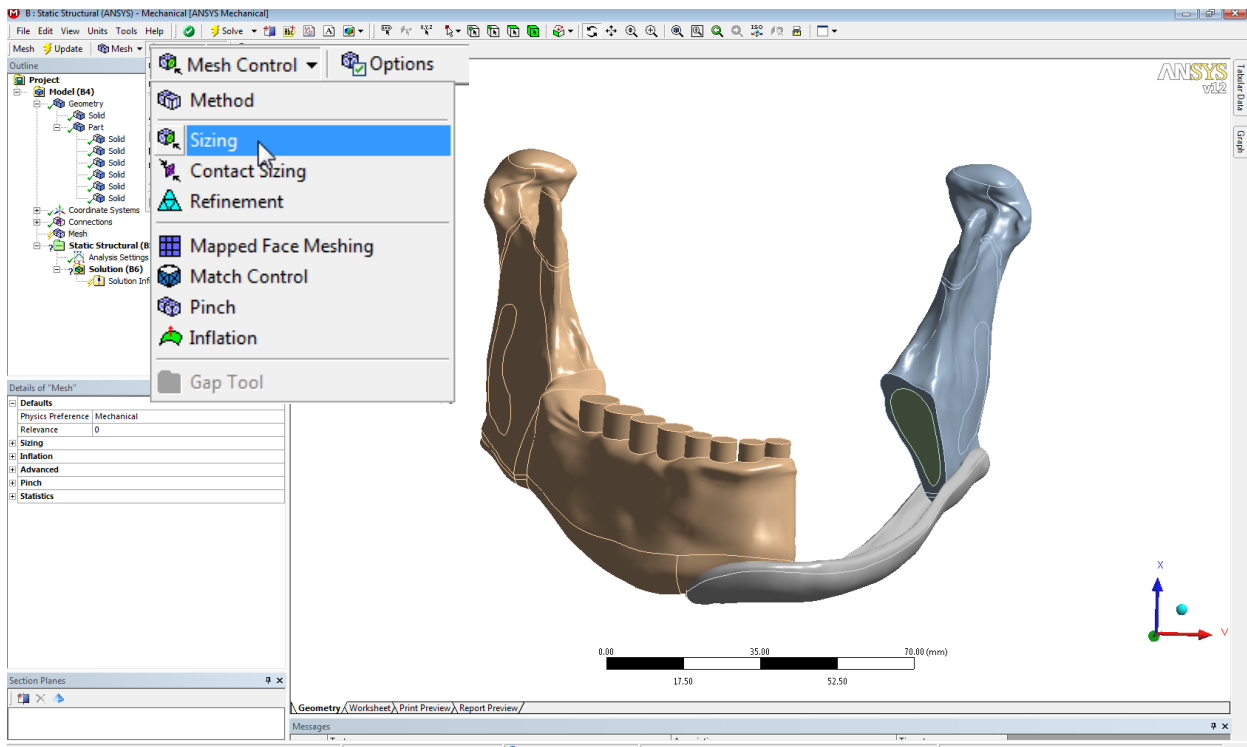 B : Static Structural (ANSYS) - Mechanical [ANSYS Mechanical]
File Edit View Units Tools Help Solve
Mesh Update Mesh
Outline
Project
Model (B4)
Geometry
Solid
Part
Solid
Solid
Solid
Solid
Solid
Coordinate Systems
Connections
Mesh
Static Structural (B
Analysis Settings
Solution (B6)
Solution Inf
Mesh Control Options
Method
Sizing
Contact Sizing
Refinement
Mapped Face Meshing
Match Control
Pinch
Inflation
Gap Tool
ANSYS
v12
Tabular Data
Graph
Details of "Mesh"
Defaults
Physics Preference Mechanical
Relevance 0
Sizing
Inflation
Advanced
Pinch
Statistics
X
Y
0.00 35.00 70.00 (mm)
17.50 52.50
Section Planes
Geometry Worksheet Print Preview Report Preview
Messages